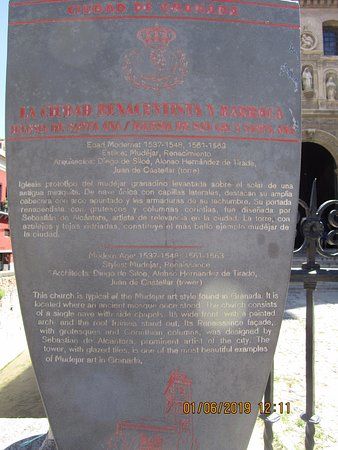 CIUDAD DE GRANADA
LA CIUDAD RENACENTISTA Y BARROCA
IGLESIA DE SANTA ANA / CHURCH OF
Edad Moderna: 1537-1548, 1561-1563
Estilos: Mudéjar, Renacimiento
Arquitectos: Diego de Siloé, Alonso Hernández de Tirado,
Juan de Castellar (torre)
Iglesia prototipo del mudéjar granadino levantada sobre el solar de una
antigua mezquita. De nave única con capillas laterales, destacan su amplia
cabecera con arco apuntado y las armaduras de su techumbre. Su portada
renacentista con grutescos y columnas corintias, fue diseñada por
Sebastián de Alcántara, artista de relevancia en la ciudad. La torre, con
azulejos y tejas vidriadas, constituye el más bello ejemplo mudéjar de
la ciudad.
Modern Age: 1537-1548; 1561-1563
Styles: Mudejar, Renaissance
Architects: Diego de Siloé, Alonso Hernández de Tirado,
Juan de Castellar (tower)
This church is typical of the Mudejar art style found in Granada. It is
located where an ancient mosque once stood. The church consists
of a single nave with side chapels. Its wide front with a pointed
arch and the roof frames stand out. Its Renaissance façade,
with grotesques and Corinthian columns, was designed by
Sebastián de Alcántara, prominent artist of the city. The
tower, with glazed tiles, is one of the most beautiful examples
of Mudejar art in Granada.
01/06/2019 12:11